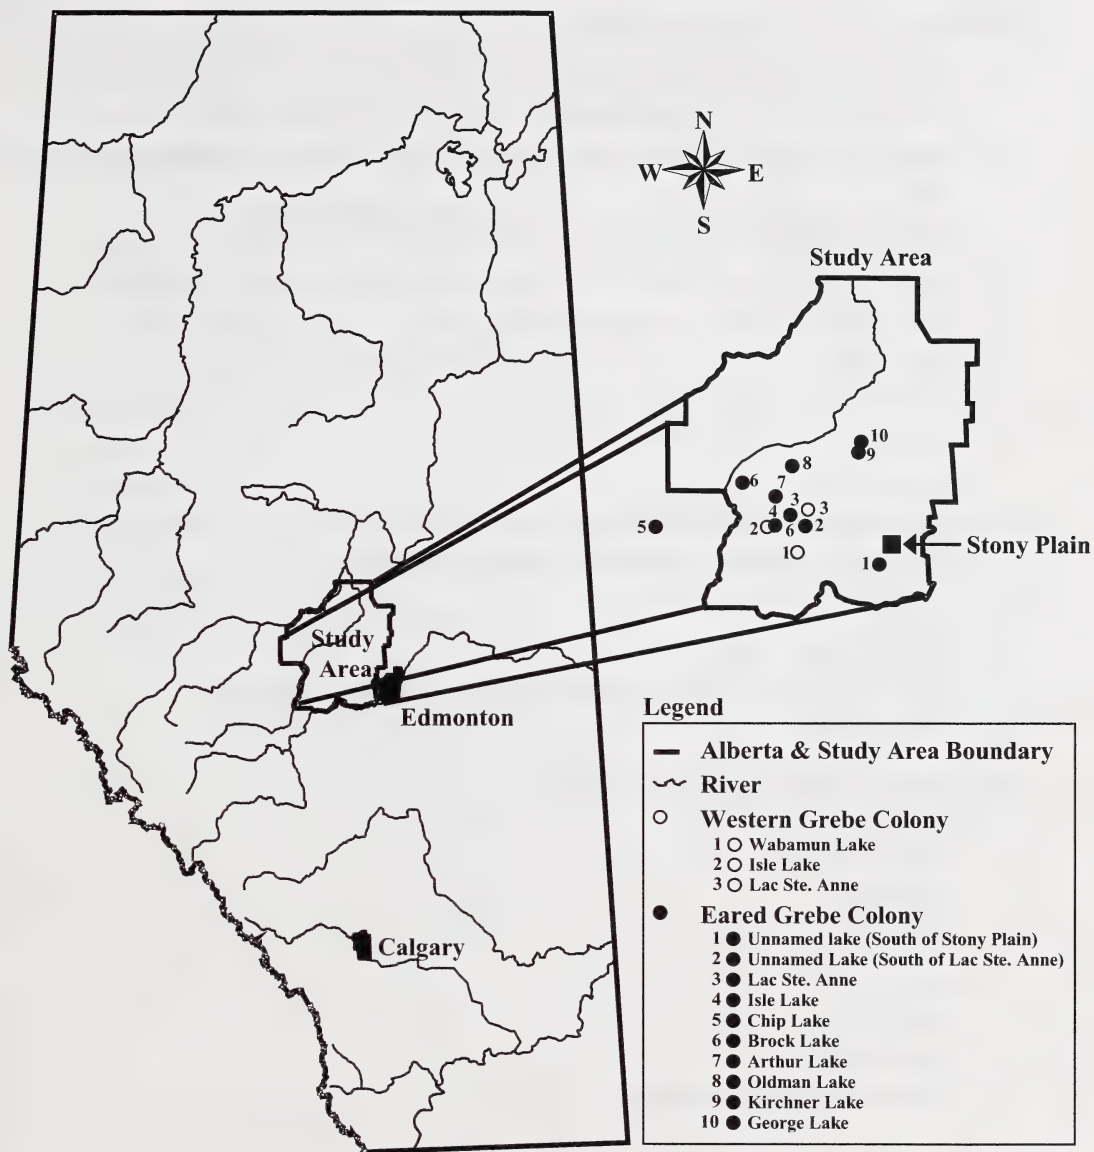 N
W E
S
Study Area
10
9
8
6
7
3
3
4
5
2
6
2
1
Stony Plain
1
Study
Area
Edmonton
Calgary
Legend
Alberta & Study Area Boundary
River
Western Grebe Colony
1 Wabamun Lake
2 Isle Lake
3 Lac Ste. Anne
Eared Grebe Colony
1 Unnamed lake (South of Stony Plain)
2 Unnamed Lake (South of Lac Ste. Anne)
3 Lac Ste. Anne
4 Isle Lake
5 Chip Lake
6 Brock Lake
7 Arthur Lake
8 Oldman Lake
9 Kirchner Lake
10 George Lake